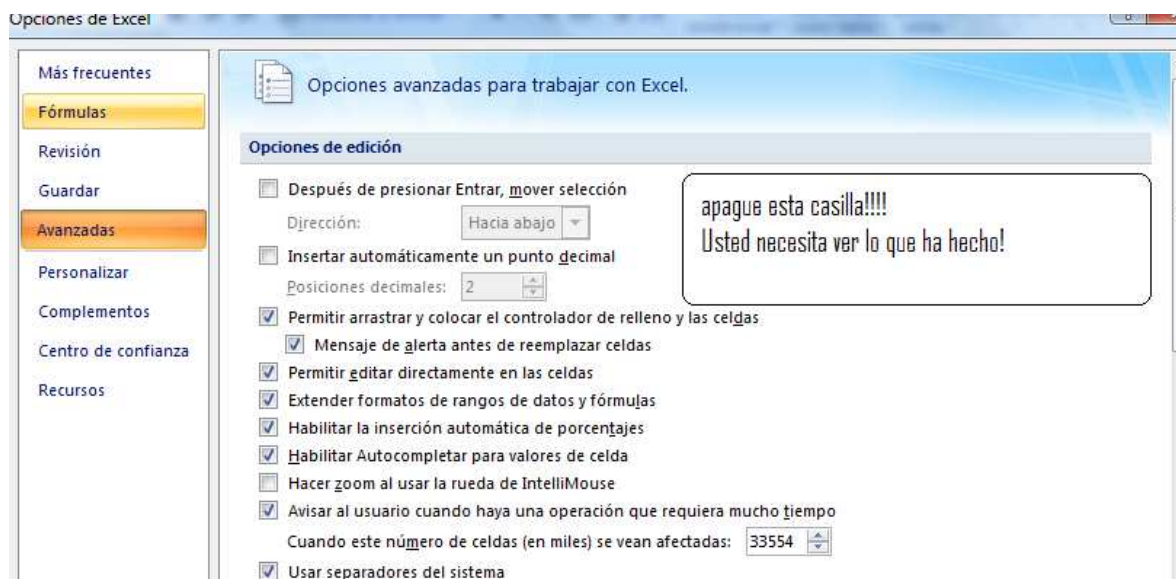 Opciones de Excel
Más frecuentes
Fórmulas
Revisión
Guardar
Avanzadas
Personalizar
Complementos
Centro de confianza
Recursos
Opciones avanzadas para trabajar con Excel.
Opciones de edición
Después de presionar Entrar, mover selección
Dirección: Hacia abajo
Insertar automáticamente un punto decimal
Posiciones decimales: 2
Permitir arrastrar y colocar el controlador de relleno y las celdas
Mensaje de alerta antes de reemplazar celdas
Permitir editar directamente en las celdas
Extender formatos de rangos de datos y fórmulas
Habilitar la inserción automática de porcentajes
Habilitar Autocompletar para valores de celda
Hacer zoom al usar la rueda de IntelliMouse
Avisar al usuario cuando haya una operación que requiera mucho tiempo
Cuando este número de celdas (en miles) se vean afectadas: 33554
Usar separadores del sistema
apague esta casilla!!!!
Usted necesita ver lo que ha hecho!